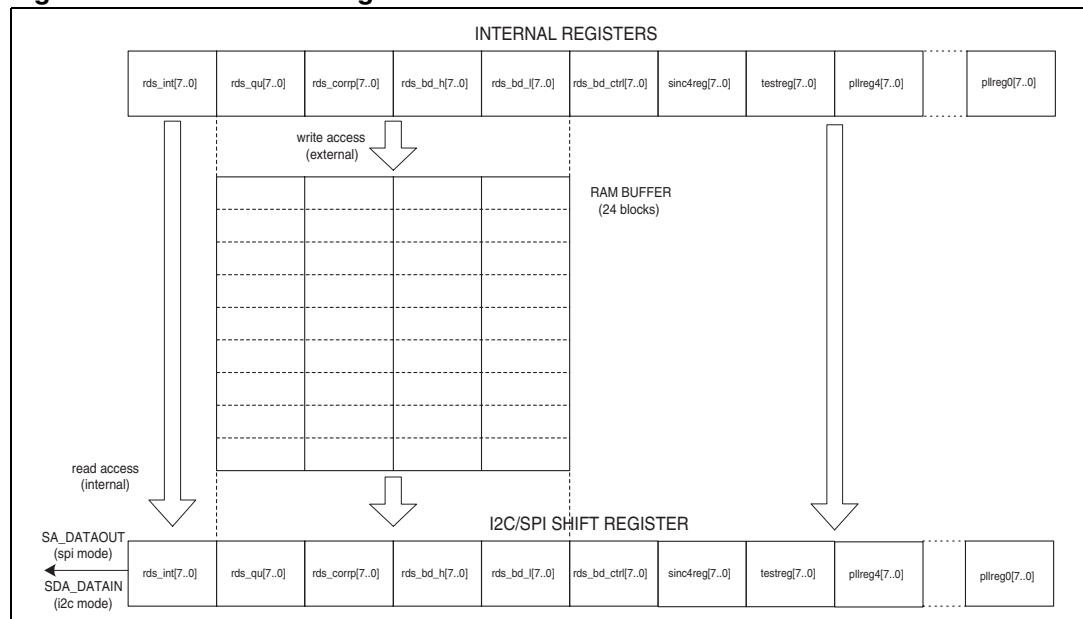 INTERNAL REGISTERS
rds_int[7..0] rds_qu[7..0] rds_corrp[7..0] rds_bd_h[7..0] rds_bd_l[7..0] rds_bd_ctrl[7..0] sinc4reg[7..0] testreg[7..0] pllreg4[7..0] pllreg0[7..0]
write access
(external)
RAM BUFFER
(24 blocks)
read access
(internal)
I2C/SPI SHIFT REGISTER
SA_DATAOUT
(spi mode)
rds_int[7..0] rds_qu[7..0] rds_corrp[7..0] rds_bd_h[7..0] rds_bd_l[7..0] rds_bd_ctrl[7..0] sinc4reg[7..0] testreg[7..0] pllreg4[7..0] pllreg0[7..0]
SDA_DATAIN
(i2c mode)